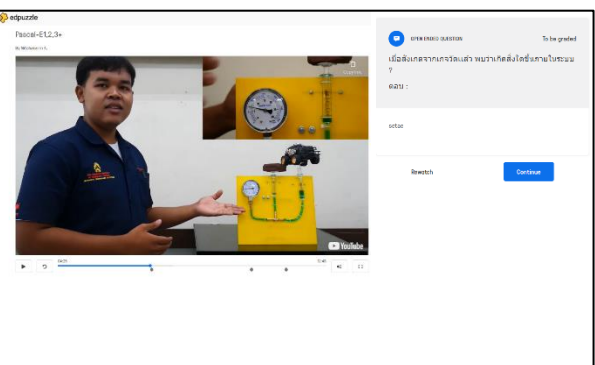 edpuzzle
Pascal-E1,2,3+
OPEN ENDED QUESTION
To be graded
เมื่อสังเกตจากเกจวัดแล้ว พบว่าเกิดสิ่งใดขึ้นภายในระบบ
?
ตอบ :
Rewatch
Continue
YouTube